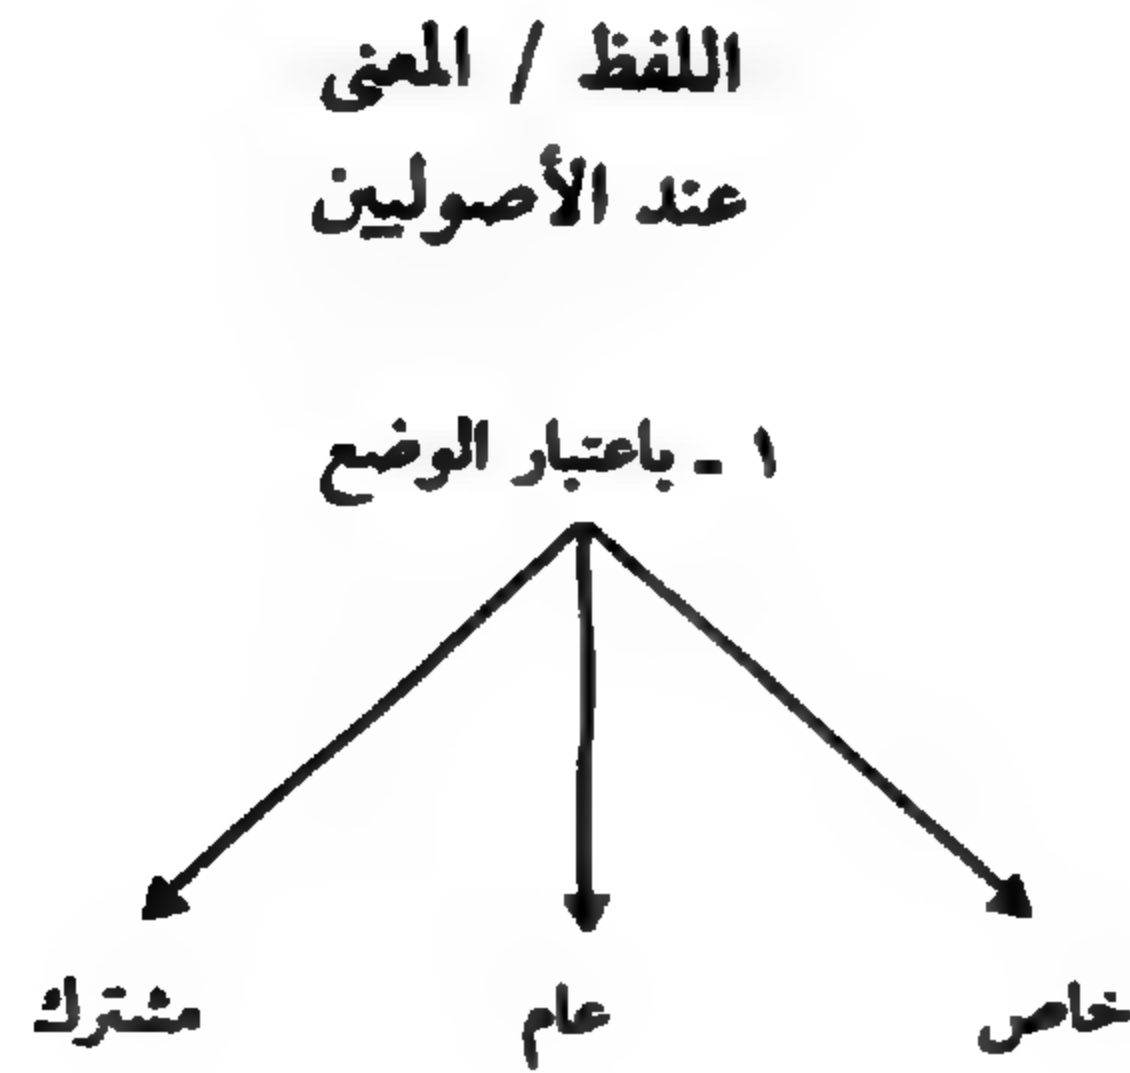 اللفظ / المعنى
عند الأصوليين
١ ـ باعتبار الوضع
خاص عام مشترك